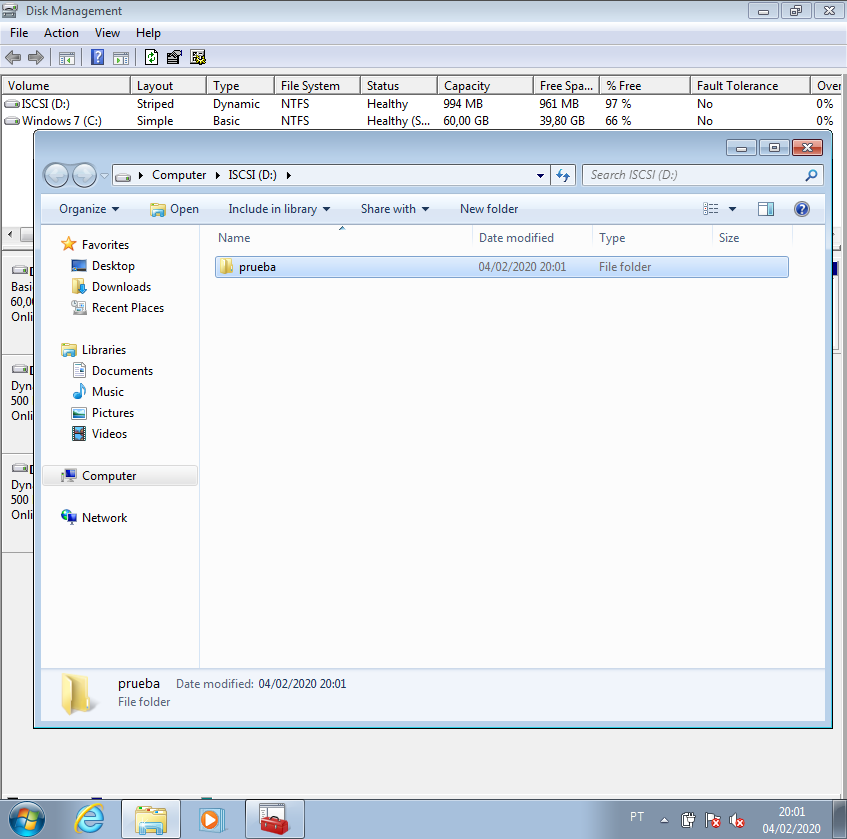 Disk Management
File Action View Help
Volume Layout Type File System Status Capacity Free Spa... % Free Fault Tolerance Over
ISCSI (D:) Striped Dynamic NTFS Healthy 994 MB 961 MB 97 % No 0%
Windows 7 (C:) Simple Basic NTFS Healthy (S... 60,00 GB 39,80 GB 66 % No 0%
Computer ISCSI (D:) Search ISCSI (D:)
Organize Open Include in library Share with New folder
Name Date modified Type Size
prueba 04/02/2020 20:01 File folder
Favorites
Desktop
Downloads
Recent Places
Libraries
Documents
Music
Pictures
Videos
Computer
Network
Basi
60,0
Onli
Dyn
500
Onli
Dyn
500
Onli
prueba Date modified: 04/02/2020 20:01
File folder
PT 20:01
04/02/2020